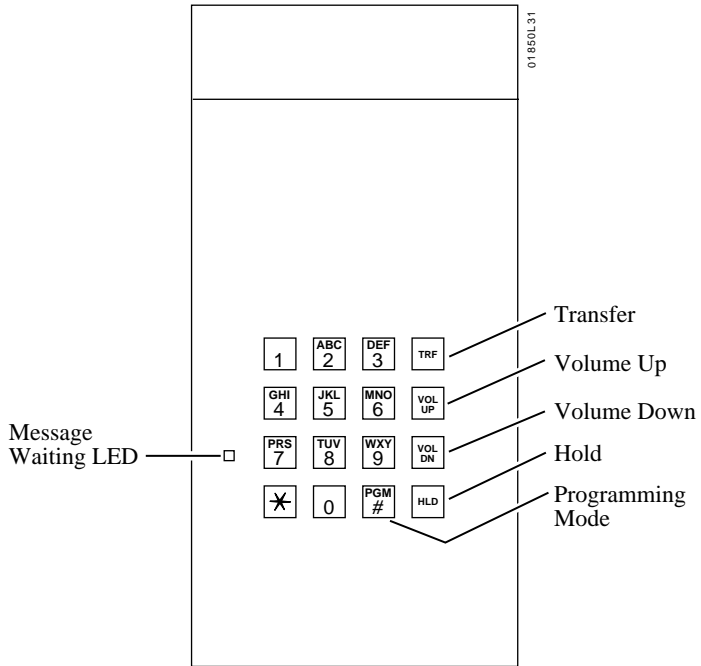 01850L31
Transfer
1
ABC
2
DEF
3
TRF
Volume Up
GHI
4
JKL
5
MNO
6
VOL
UP
Volume Down
Message
Waiting LED
PRS
7
TUV
8
WXY
9
VOL
DN
Hold
*
0
PGM
#
HLD
Programming
Mode